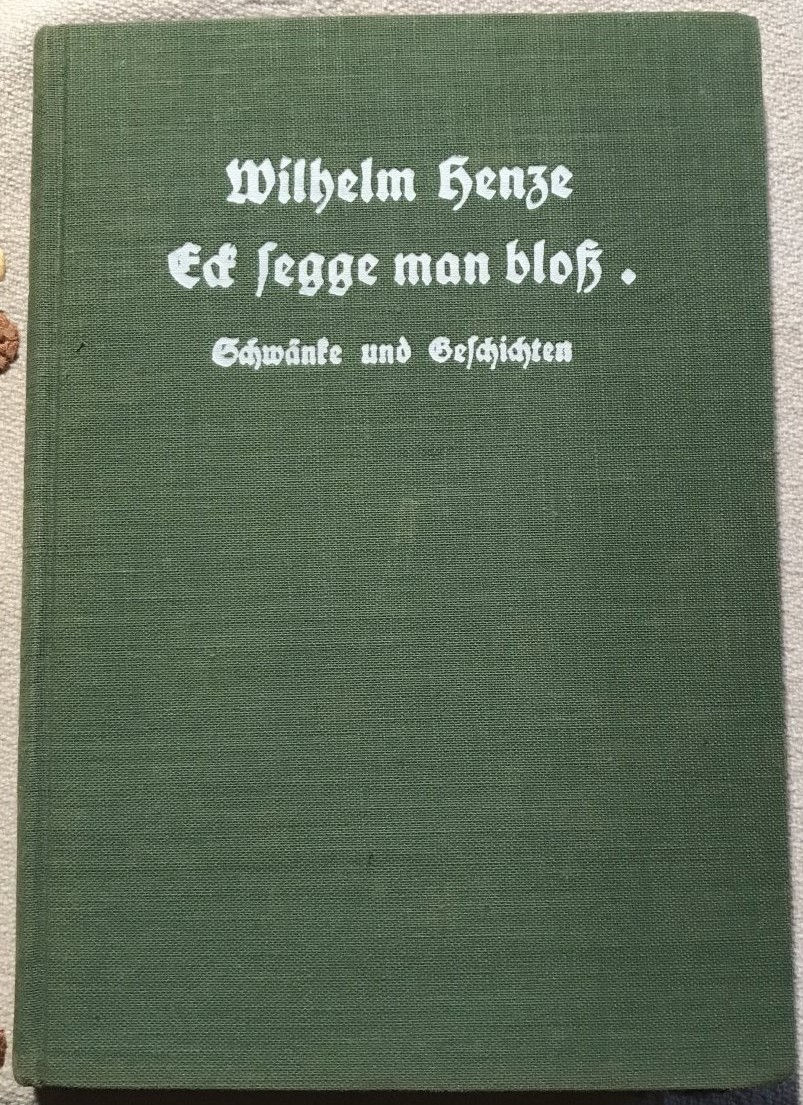 Wilhelm Henze
Eck segge man bloß .
Schwänke und Geschichten